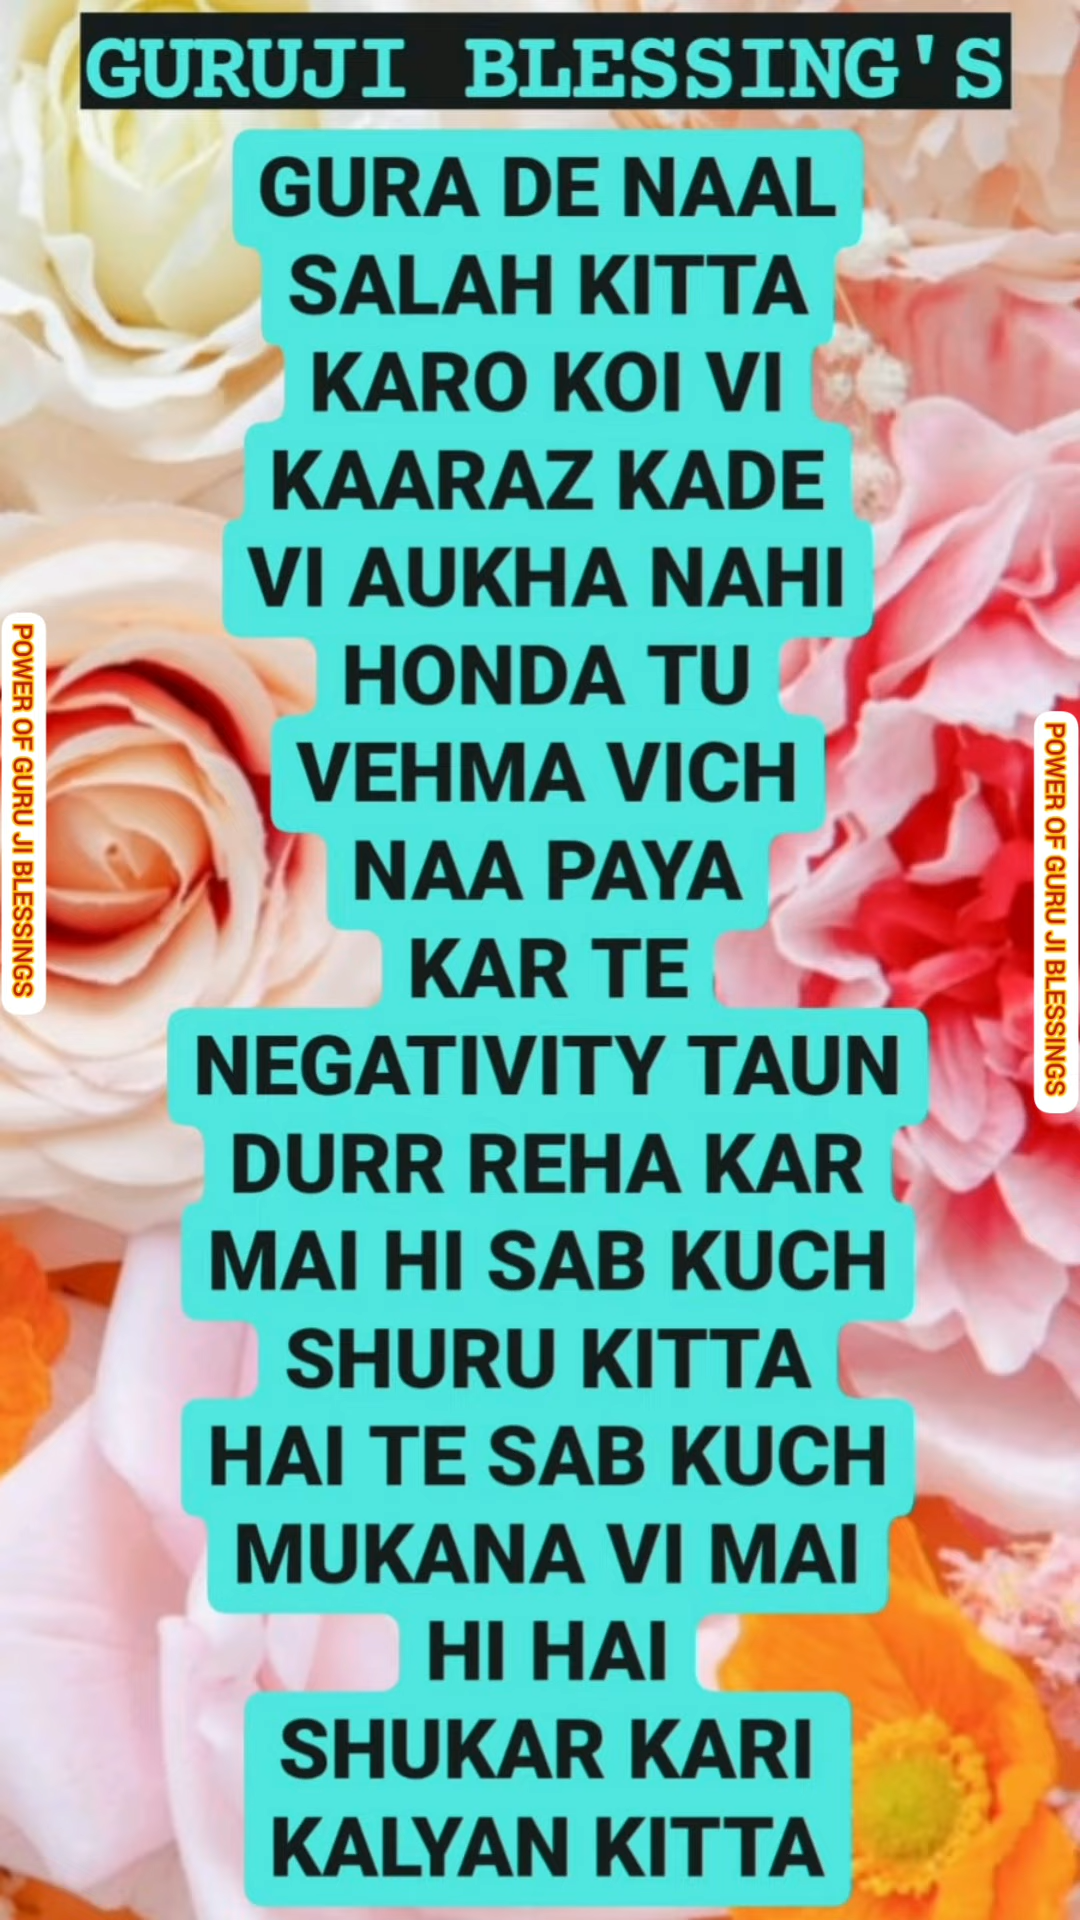 GURUJI BLESSING'S
GURA DE NAAL
SALAH KITTA
KARO KOI VI
KAARAZ KADE
VI AUKHA NAHI
HONDA TU
VEHMA VICH
NAA PAYA
KAR TE
NEGATIVITY TAUN
DURR REHA KAR
MAI HI SAB KUCH
SHURU KITTA
HAI TE SAB KUCH
MUKANA VI MAI
HI HAI
SHUKAR KARI
KALYAN KITTA
POWER OF GURU JI BLESSINGS
POWER OF GURU JI BLESSINGS